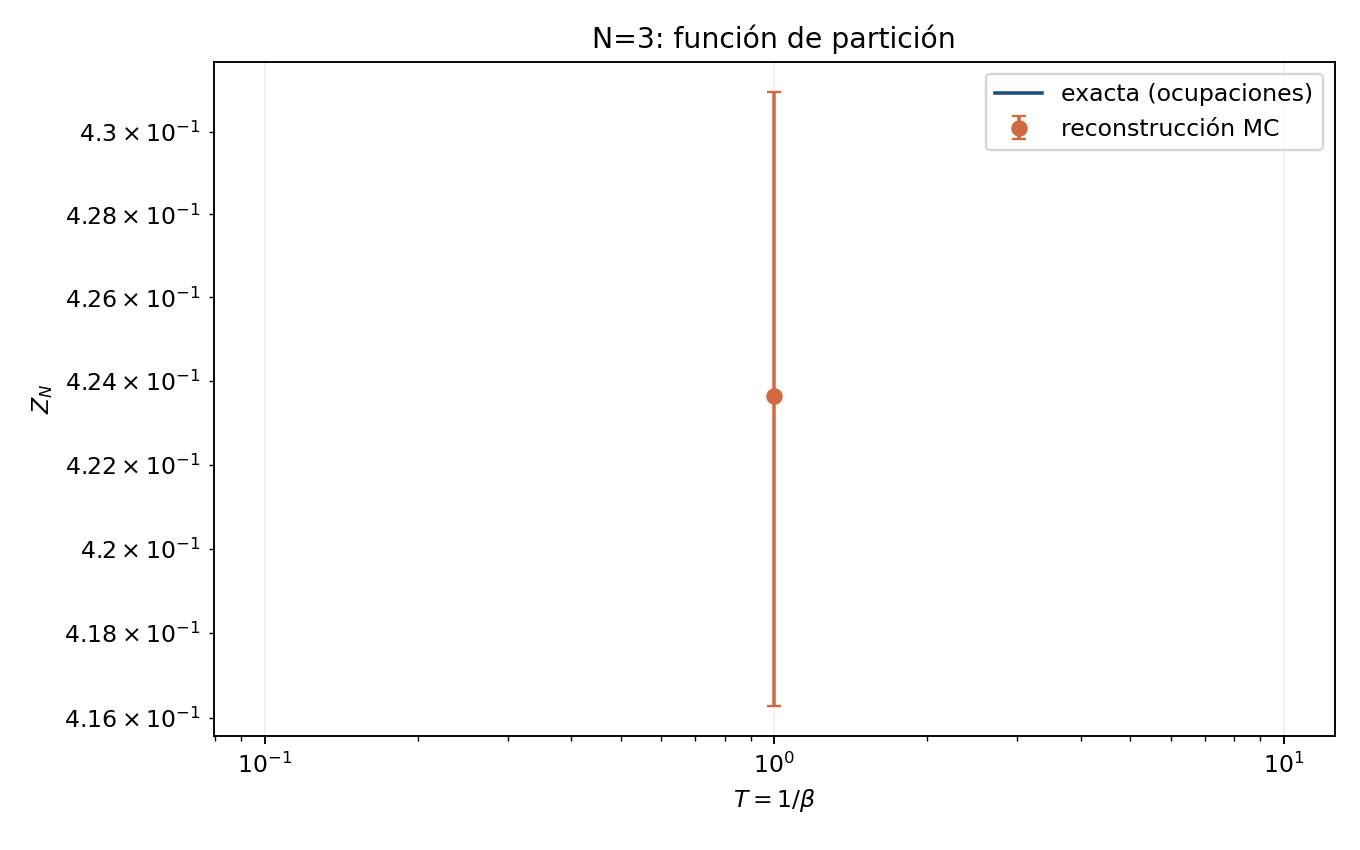 N=3: función de partición
exacta (ocupaciones)
reconstrucción MC
4.3 × 10⁻¹
4.28 × 10⁻¹
4.26 × 10⁻¹
4.24 × 10⁻¹
4.22 × 10⁻¹
4.2 × 10⁻¹
4.18 × 10⁻¹
4.16 × 10⁻¹
Z_N
10⁻¹
10⁰
10¹
T = 1/β